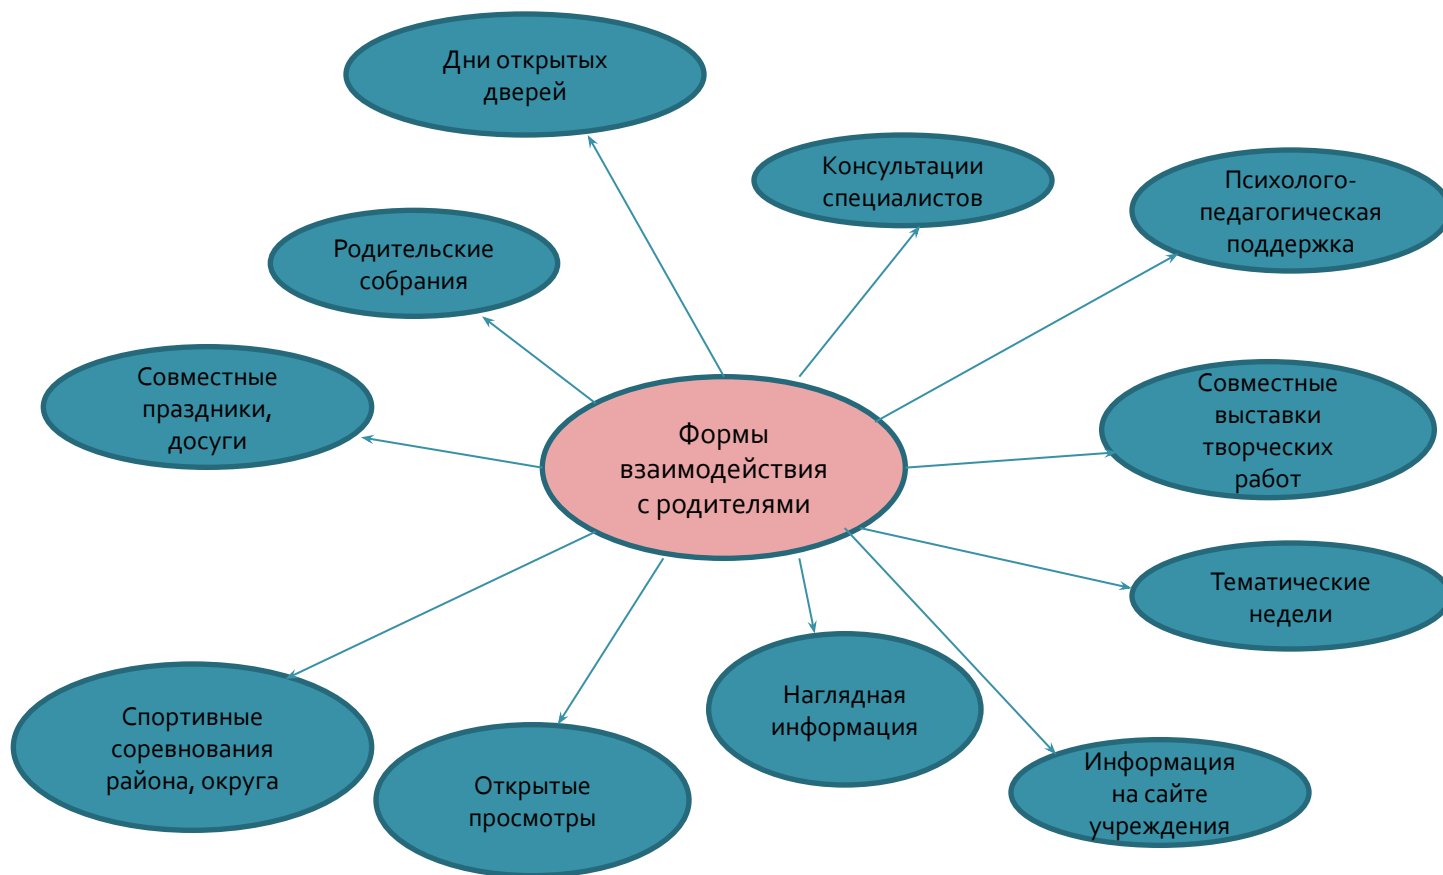 Дни открытых
дверей
Консультации
специалистов
Психолого-
педагогическая
поддержка
Родительские
собрания
Совместные
праздники,
досуги
Формы
взаимодействия
с родителями
Совместные
выставки
творческих
работ
Тематические
недели
Спортивные
соревнования
района, округа
Открытые
просмотры
Наглядная
информация
Информация
на сайте
учреждения